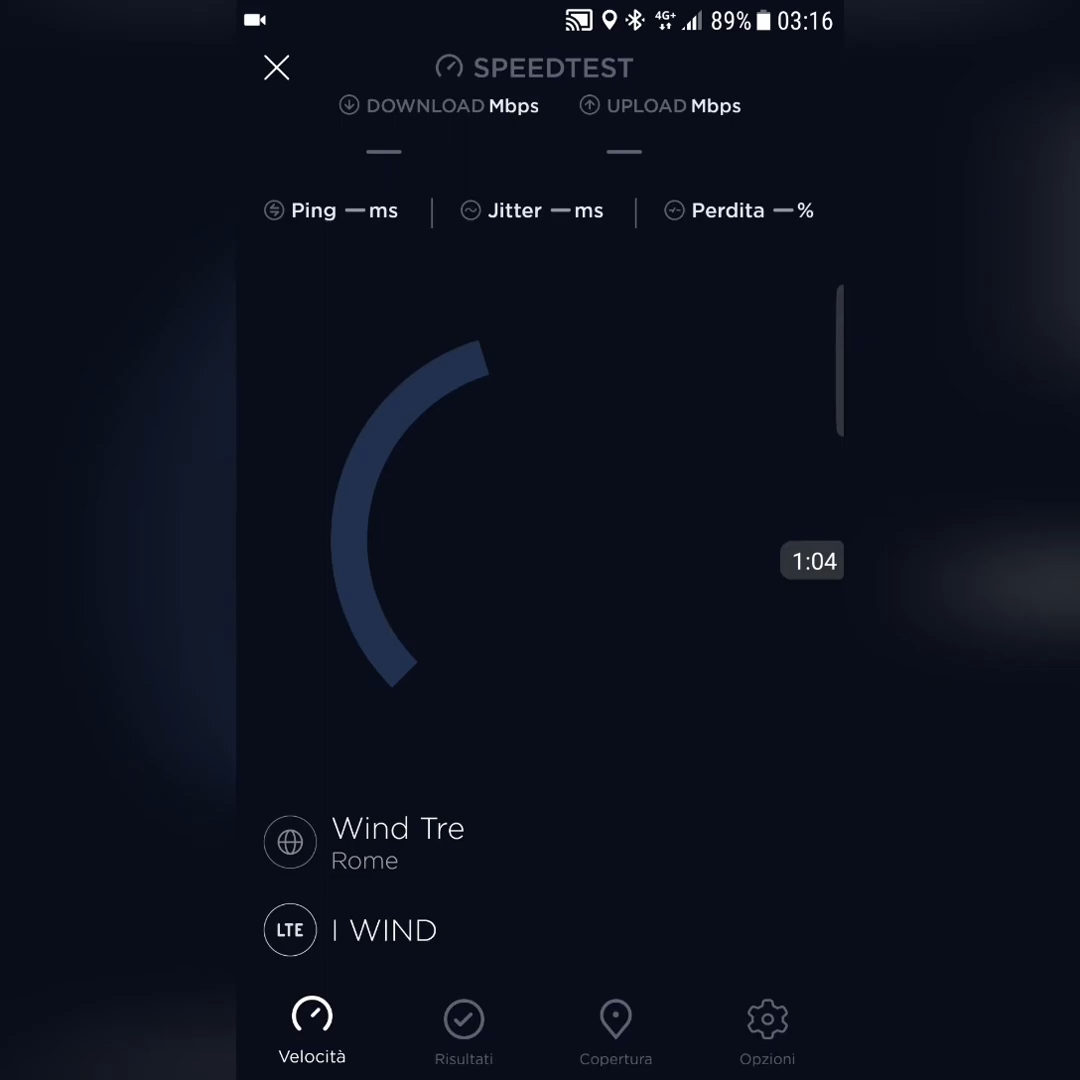 4G+ 89% 03:16
SPEEDTEST
DOWNLOAD Mbps UPLOAD Mbps
— —
Ping — ms | Jitter — ms | Perdita — %
1:04
Wind Tre
Rome
LTE I WIND
Velocità Risultati Copertura Opzioni